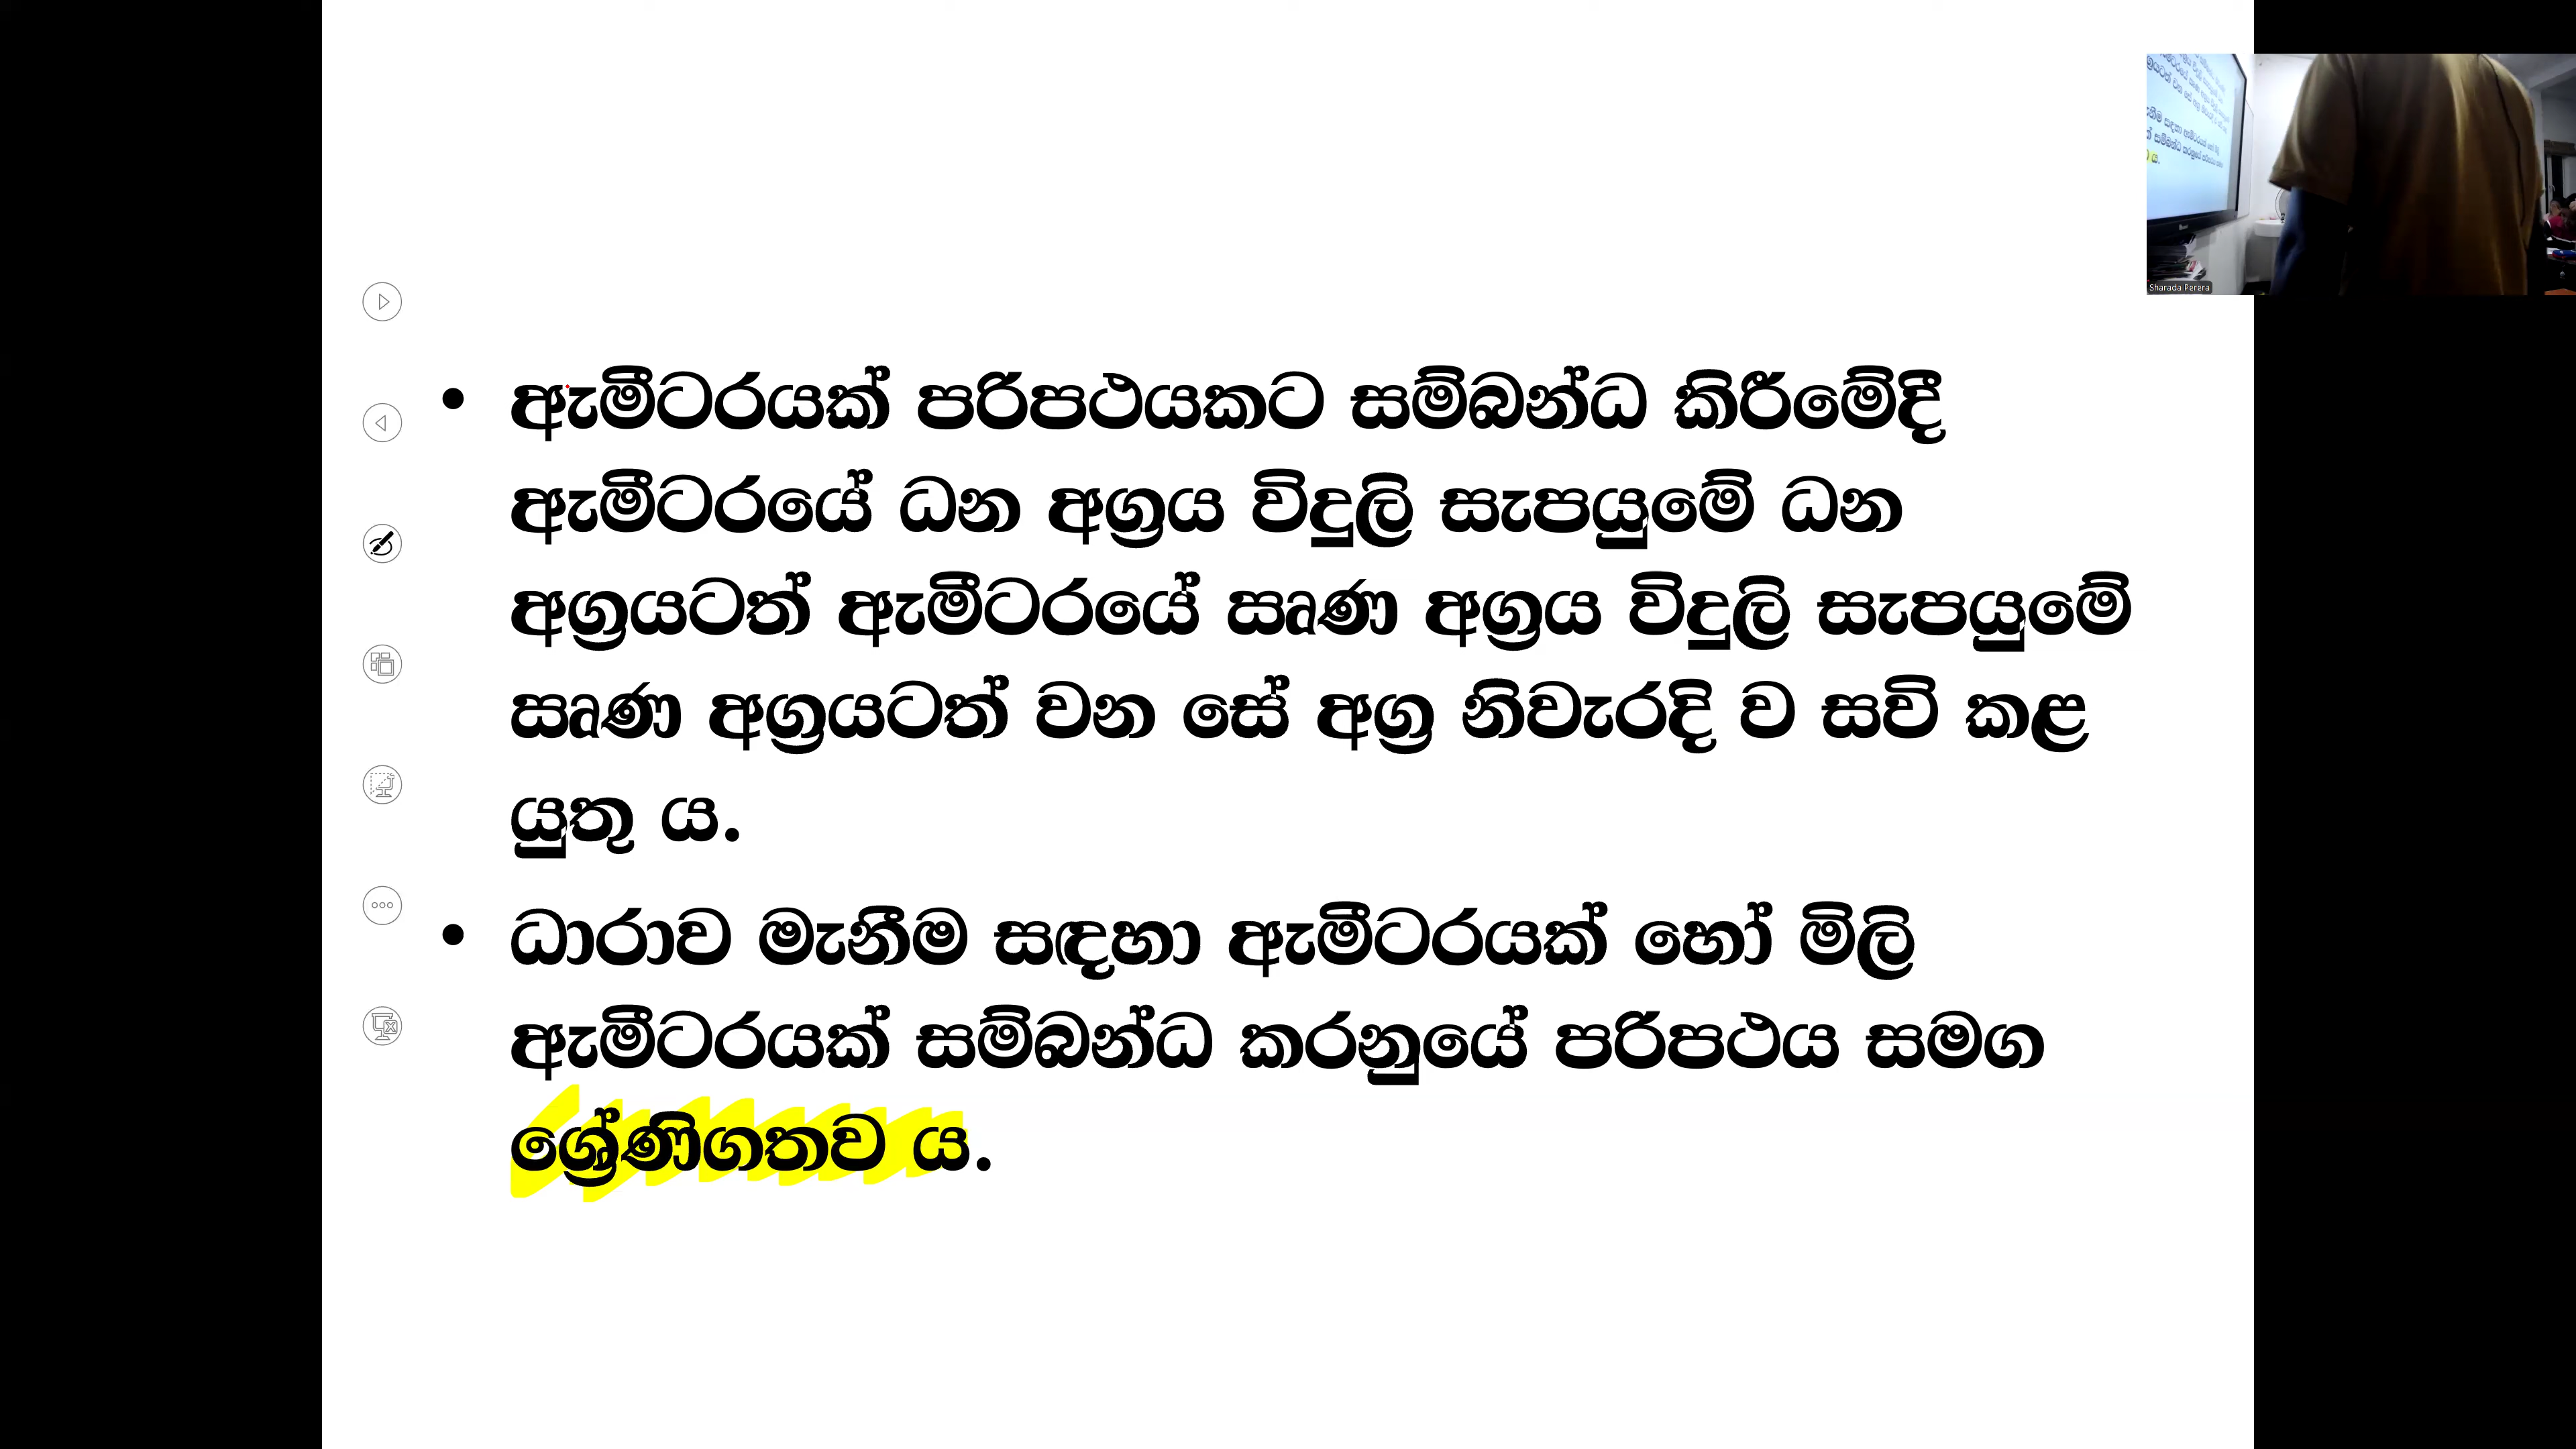 • ඇමීටරයක් පරිපථයකට සම්බන්ධ කිරීමේදී
ඇමීටරයේ ධන අග්‍රය විදුලි සැපයුමේ ධන
අග්‍රයටත් ඇමීටරයේ ඍණ අග්‍රය විදුලි සැපයුමේ
ඍණ අග්‍රයටත් වන සේ අග්‍ර නිවැරදි ව සවි කළ
යුතු ය.
• ධාරාව මැනීම සඳහා ඇමීටරයක් හෝ මිලි
ඇමීටරයක් සම්බන්ධ කරනුයේ පරිපථය සමග
ශ්‍රේණිගතව ය.
Sharada Perera